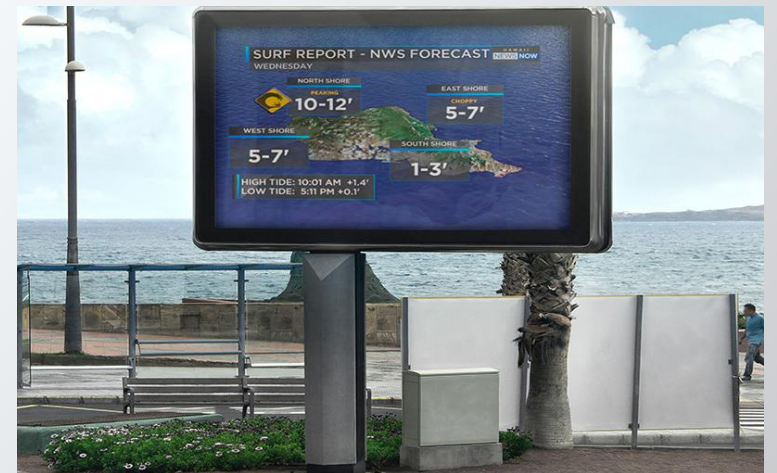 SURF REPORT - NWS FORECAST
HAWAII
NEWS NOW
WEDNESDAY
NORTH SHORE
PEAKING
10-12'
EAST SHORE
CHOPPY
5-7'
WEST SHORE
5-7'
SOUTH SHORE
1-3'
HIGH TIDE: 10:01 AM +1.4'
LOW TIDE: 5:11 PM +0.1'